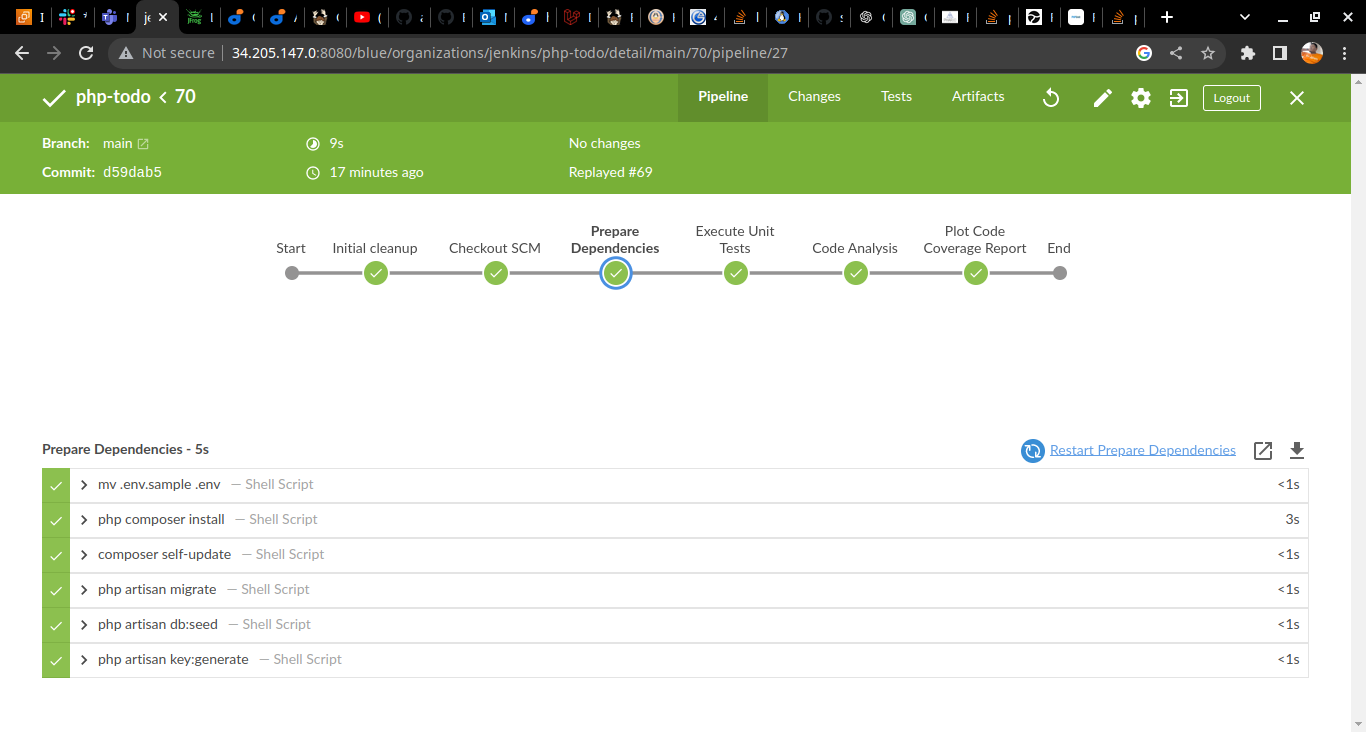 Not secure 34.205.147.0:8080/blue/organizations/jenkins/php-todo/detail/main/70/pipeline/27
php-todo < 70 Pipeline Changes Tests Artifacts Logout
Branch: main 9s No changes
Commit: d59dab5 17 minutes ago Replayed #69
Start Initial cleanup Checkout SCM Prepare Dependencies Execute Unit Tests Code Analysis Plot Code Coverage Report End
Prepare Dependencies - 5s Restart Prepare Dependencies
mv .env.sample .env — Shell Script <1s
php composer install — Shell Script 3s
composer self-update — Shell Script <1s
php artisan migrate — Shell Script <1s
php artisan db:seed — Shell Script <1s
php artisan key:generate — Shell Script <1s